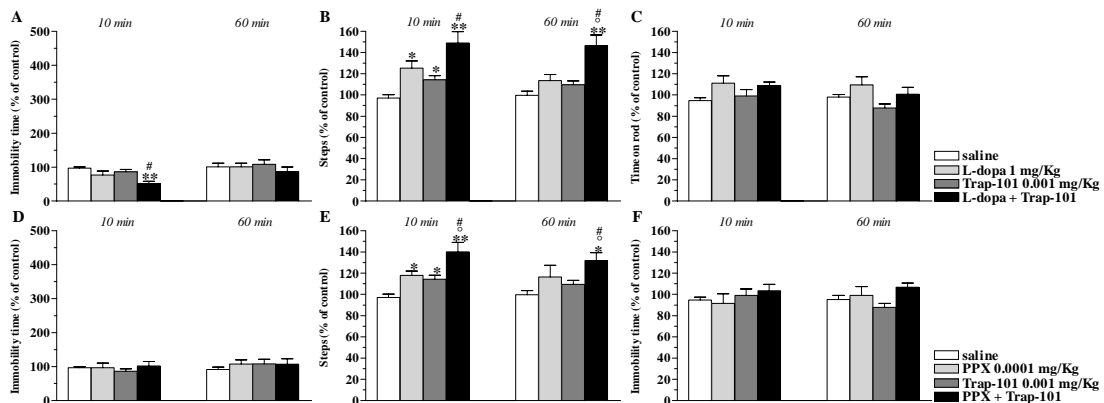 A
10 min
60 min
Immobility time (% of control)
500
400
300
200
100
0
#
**
B
10 min
60 min
Steps (% of control)
160
140
120
100
80
60
40
20
0
*
*
#
**
#
°
**
C
10 min
60 min
Time on rod (% of control)
160
140
120
100
80
60
40
20
0
saline
L-dopa 1 mg/Kg
Trap-101 0.001 mg/Kg
L-dopa + Trap-101
D
10 min
60 min
Immobility time (% of control)
500
400
300
200
100
0
E
10 min
60 min
Steps (% of control)
160
140
120
100
80
60
40
20
0
*
*
#
°
**
#
°
*
F
10 min
60 min
Immobility time (% of control)
160
140
120
100
80
60
40
20
0
saline
PPX 0.0001 mg/Kg
Trap-101 0.001 mg/Kg
PPX + Trap-101